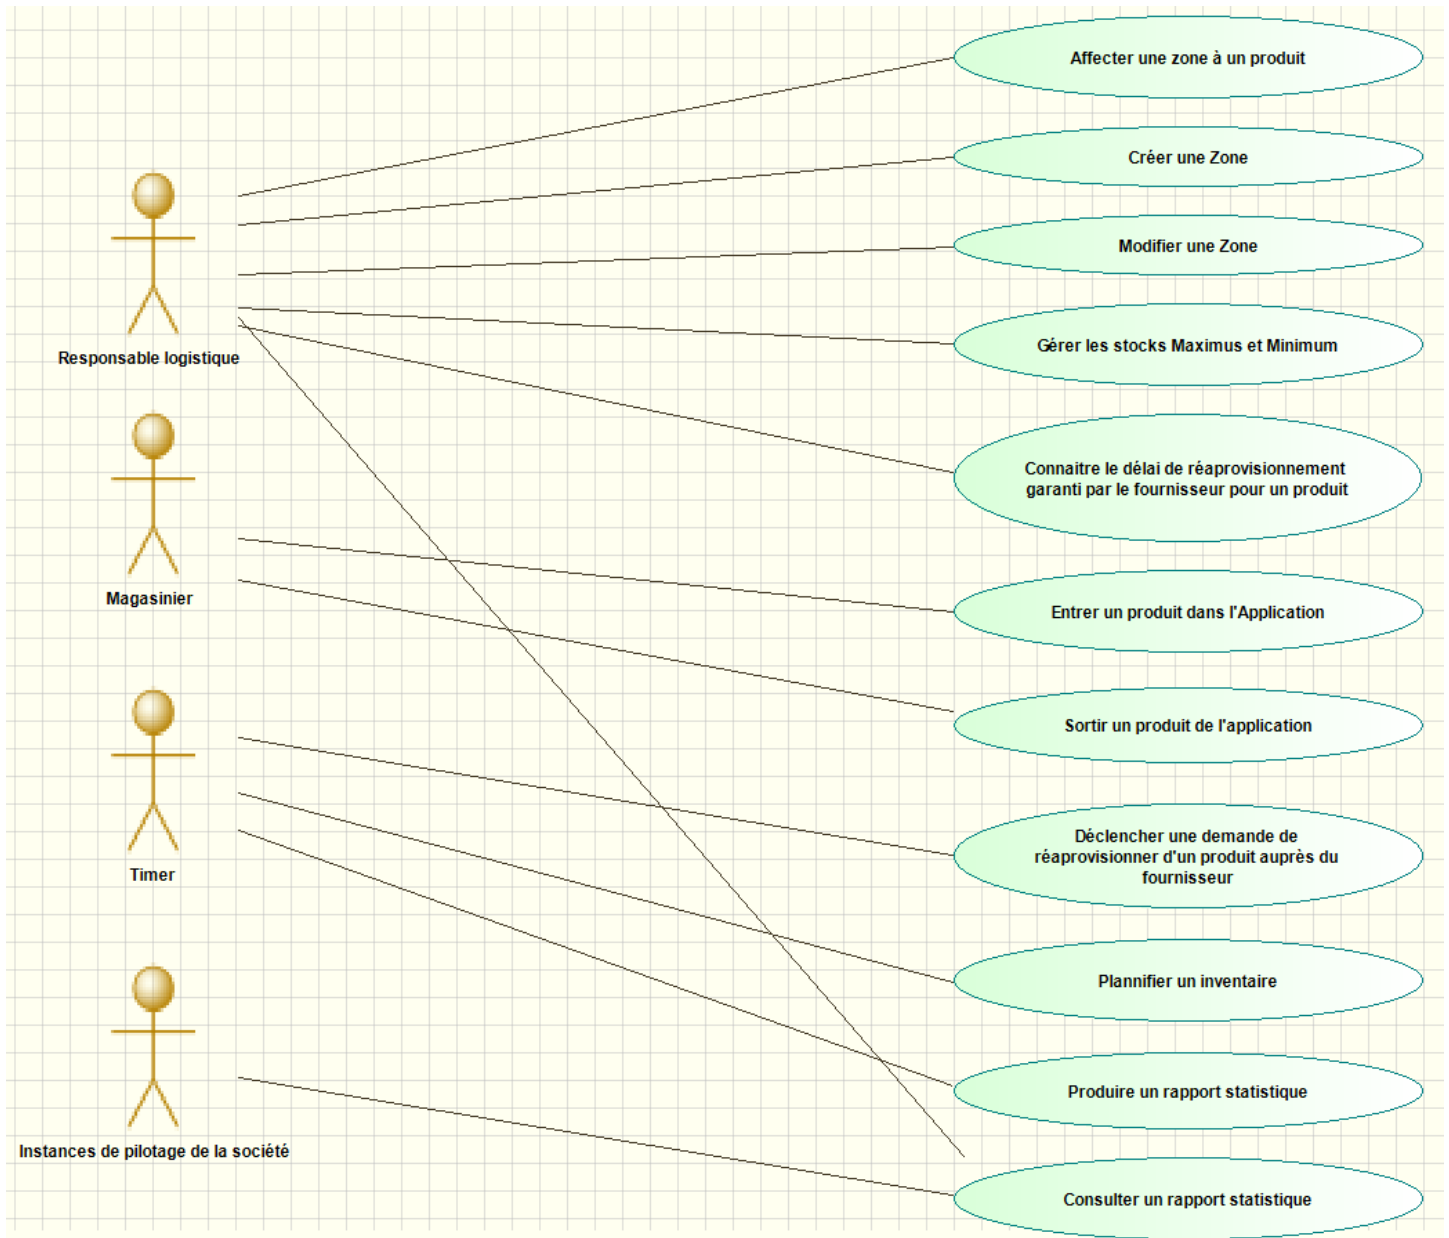 Affecter une zone à un produit
Créer une Zone
Modifier une Zone
Gérer les stocks Maximus et Minimum
Responsable logistique
Connaitre le délai de réaprovisionnement
garanti par le fournisseur pour un produit
Magasinier
Entrer un produit dans l'Application
Sortir un produit de l'application
Timer
Déclencher une demande de
réaprovisionner d'un produit auprès du
fournisseur
Plannifier un inventaire
Produire un rapport statistique
Instances de pilotage de la société
Consulter un rapport statistique